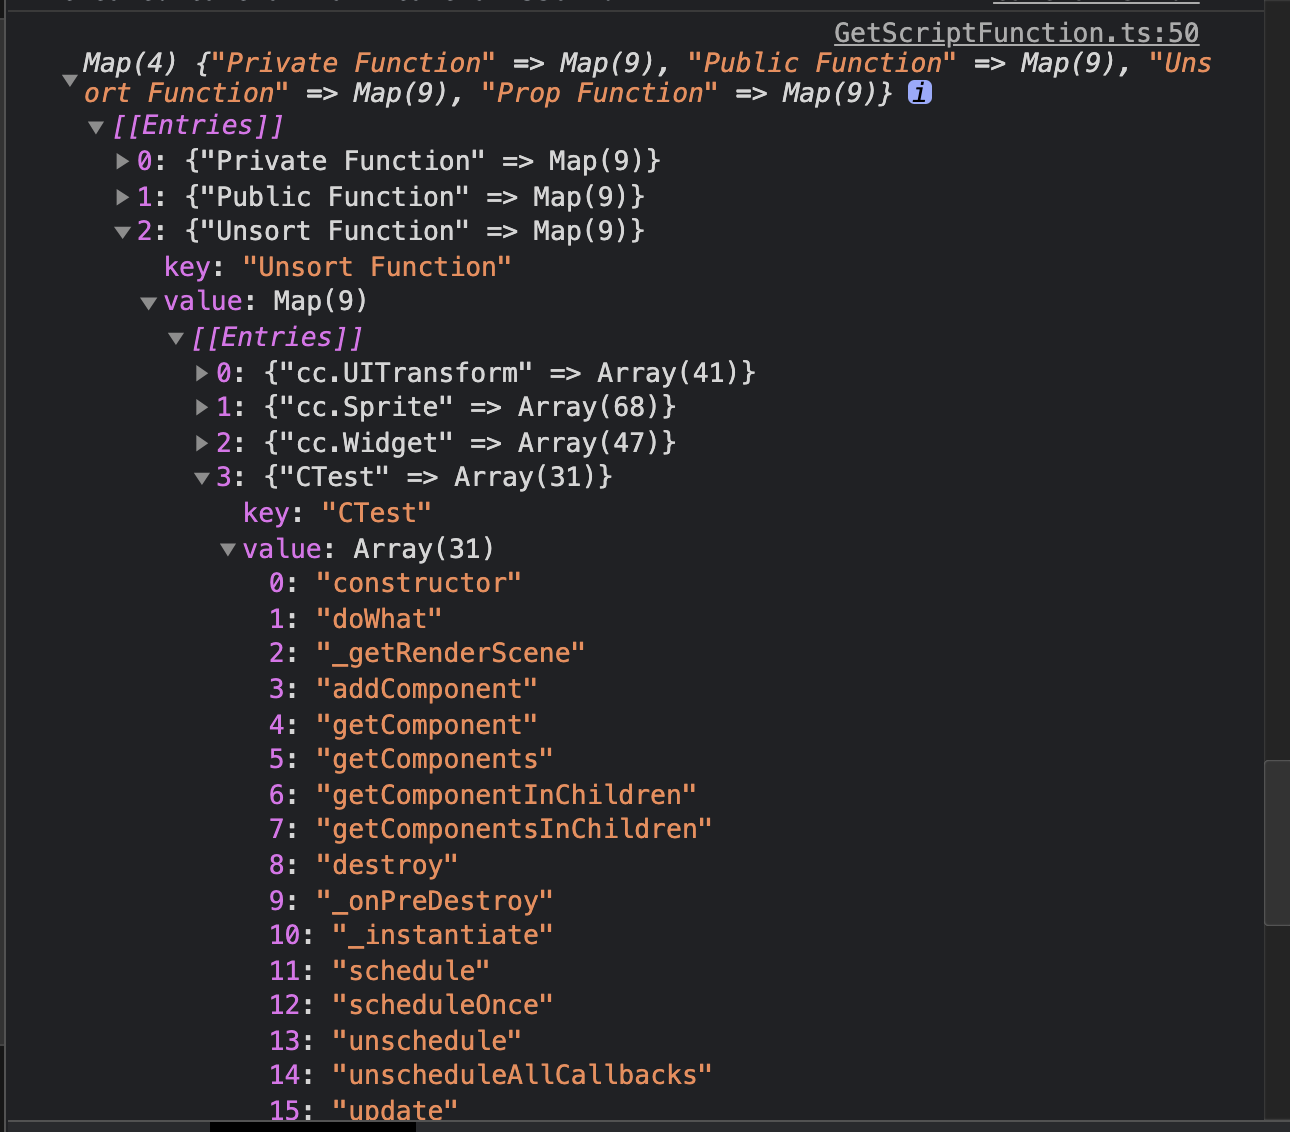 GetScriptFunction.ts:50
Map(4) {"Private Function" => Map(9), "Public Function" => Map(9), "Uns
ort Function" => Map(9), "Prop Function" => Map(9)} i
[[Entries]]
0: {"Private Function" => Map(9)}
1: {"Public Function" => Map(9)}
2: {"Unsort Function" => Map(9)}
key: "Unsort Function"
value: Map(9)
[[Entries]]
0: {"cc.UITransform" => Array(41)}
1: {"cc.Sprite" => Array(68)}
2: {"cc.Widget" => Array(47)}
3: {"CTest" => Array(31)}
key: "CTest"
value: Array(31)
0: "constructor"
1: "doWhat"
2: "_getRenderScene"
3: "addComponent"
4: "getComponent"
5: "getComponents"
6: "getComponentInChildren"
7: "getComponentsInChildren"
8: "destroy"
9: "_onPreDestroy"
10: "_instantiate"
11: "schedule"
12: "scheduleOnce"
13: "unschedule"
14: "unscheduleAllCallbacks"
15: "update"